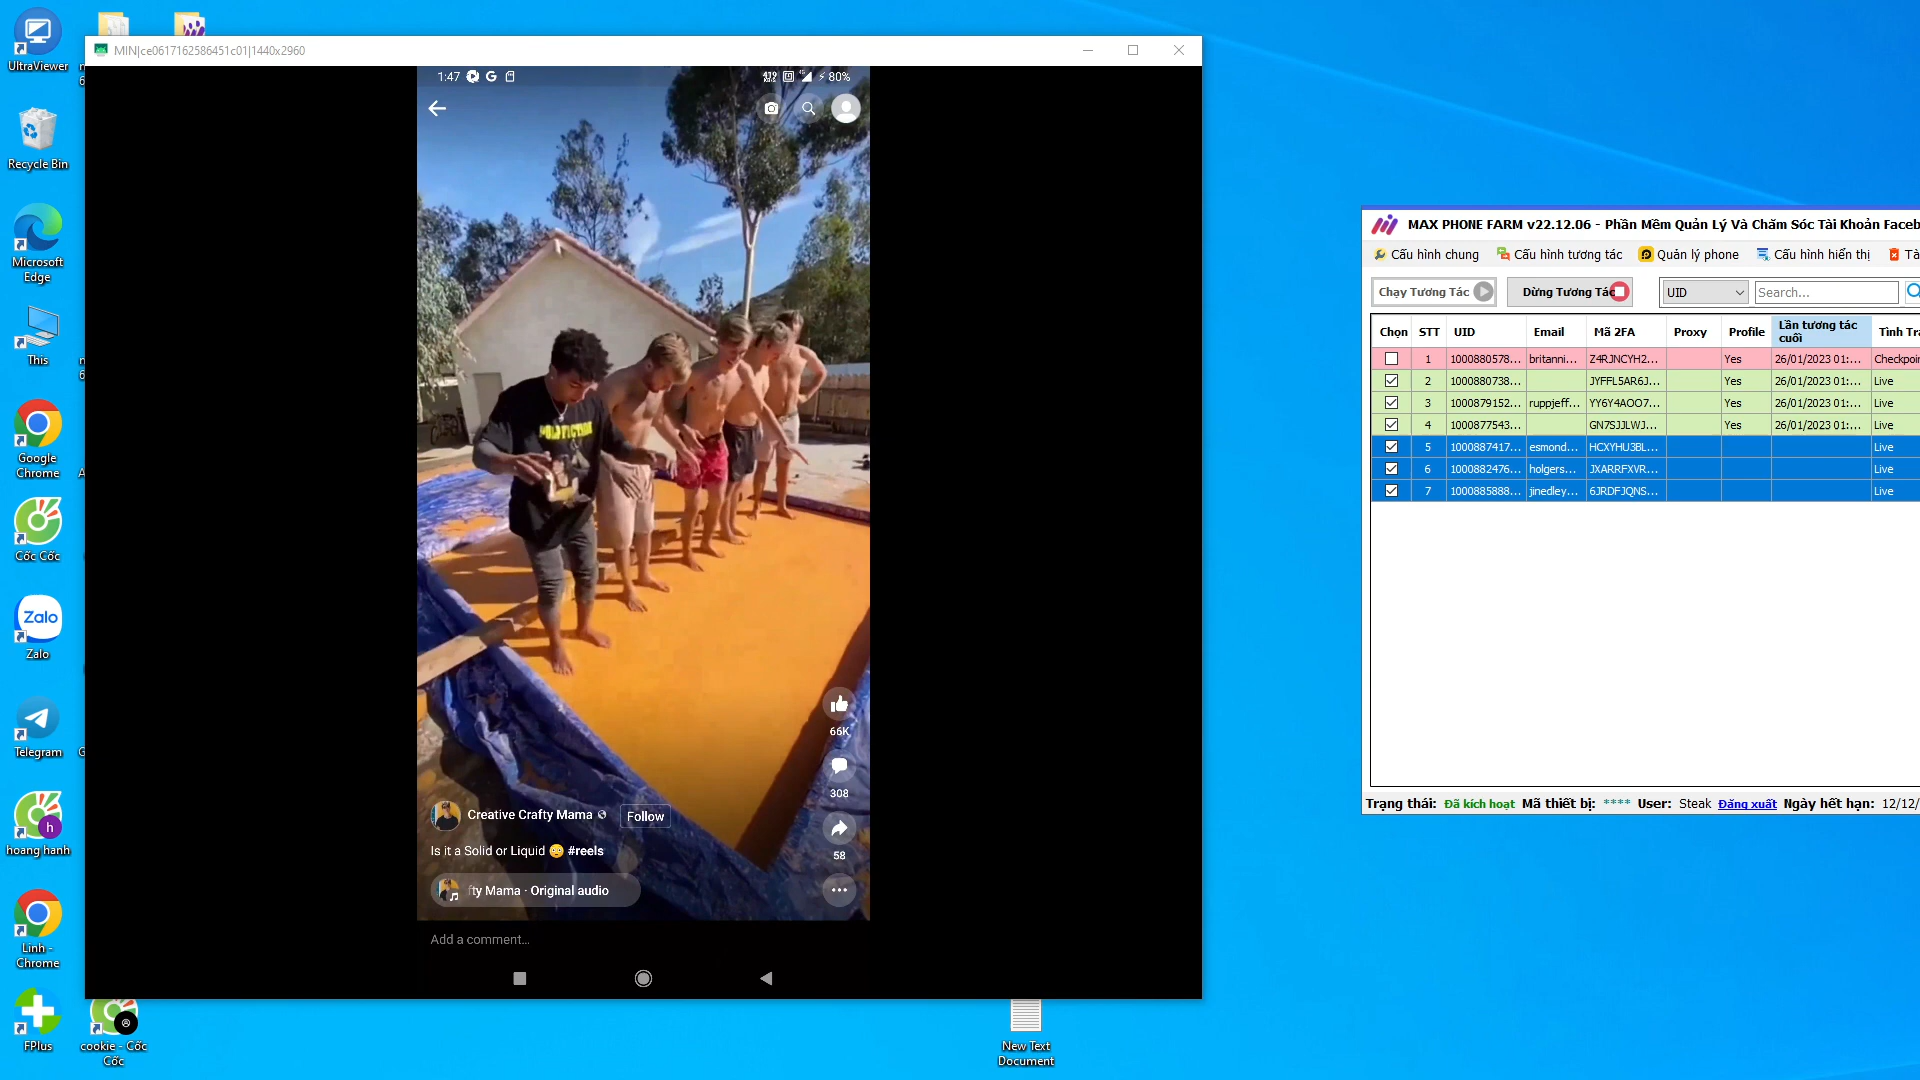 UltraViewer
Recycle Bin
Microsoft
Edge
This
Google
Chrome
Cốc Cốc
Zalo
Zalo
Telegram
h
hoang hanh
Linh -
Chrome
FPlus
cookie - Cốc
Cốc
New Text
Document
MIN|ce0617162586451c01|1440x2960
1:47
80%
66K
308
58
Creative Crafty Mama
Follow
Is it a Solid or Liquid 😳 #reels
fty Mama · Original audio
Add a comment...
MAX PHONE FARM v22.12.06 - Phần Mềm Quản Lý Và Chăm Sóc Tài Khoản Faceb
Cấu hình chung Cấu hình tương tác Quản lý phone Cấu hình hiển thị Tà
Chạy Tương Tác Dừng Tương Tác UID Search...
Chọn STT UID Email Mã 2FA Proxy Profile Lần tương tác cuối Tình Tra
1 1000880578... britanni... Z4RJNCYH2... Yes 26/01/2023 01:... Checkpoin
2 1000880738... JYFFL5AR6J... Yes 26/01/2023 01:... Live
3 1000879152... ruppjeff... YY6Y4AOO7... Yes 26/01/2023 01:... Live
4 1000877543... GN7SJJLWJ... Yes 26/01/2023 01:... Live
5 1000887417... esmond... HCXYHU3BL... Live
6 1000882476... holgers... JXARRFXVR... Live
7 1000885888... jinedley... 6JRDFJQNS... Live
Trạng thái: Đã kích hoạt Mã thiết bị: **** User: Steak Đăng xuất Ngày hết hạn: 12/12/